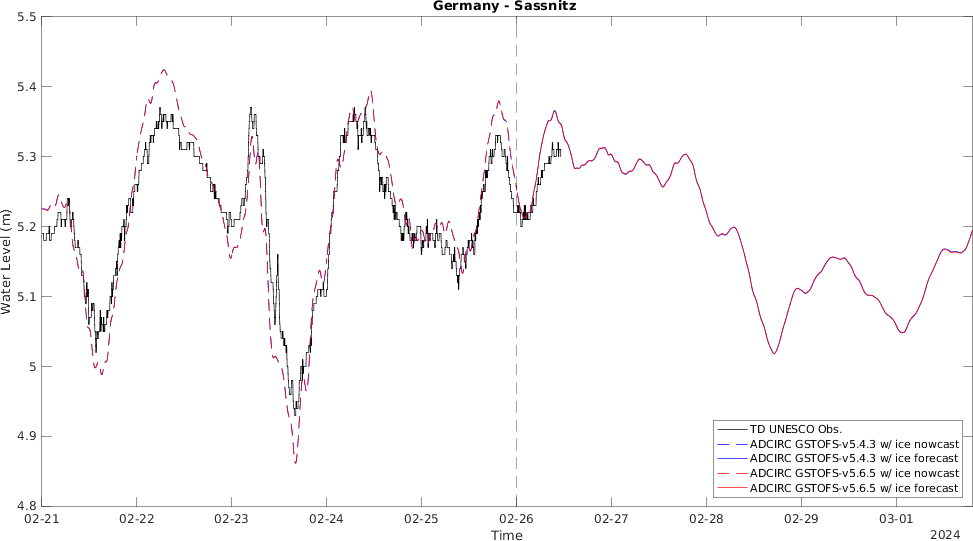 Germany - Sassnitz
5.5
5.4
5.3
5.2
5.1
5
4.9
4.8
Water Level (m)
02-21 02-22 02-23 02-24 02-25 02-26 02-27 02-28 02-29 03-01
Time
2024
TD UNESCO Obs.
ADCIRC GSTOFS-v5.4.3 w/ ice nowcast
ADCIRC GSTOFS-v5.4.3 w/ ice forecast
ADCIRC GSTOFS-v5.6.5 w/ ice nowcast
ADCIRC GSTOFS-v5.6.5 w/ ice forecast